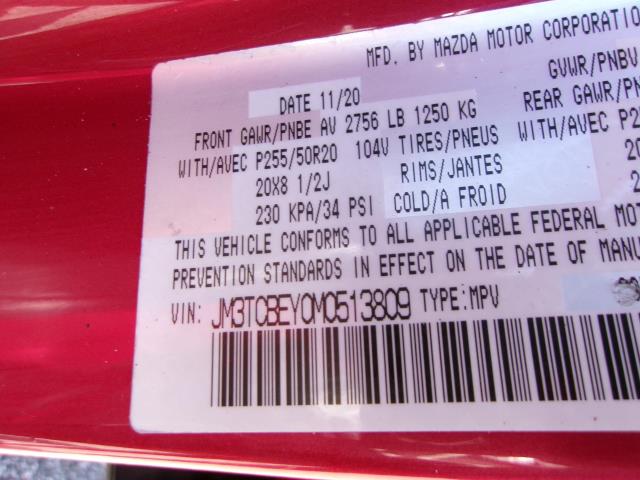 MFD. BY MAZDA MOTOR CORPORATION
DATE 11/20 GVWR/PNBV
FRONT GAWR/PNBE AV 2756 LB 1250 KG REAR GAWR/PN
WITH/AVEC P255/50R20 104V TIRES/PNEUS WITH/AVEC P2
20X8 1/2J RIMS/JANTES 20
230 KPA/34 PSI COLD/A FROID 2
THIS VEHICLE CONFORMS TO ALL APPLICABLE FEDERAL MOT
PREVENTION STANDARDS IN EFFECT ON THE DATE OF MANU
VIN: JM3TCBEY0M0513809 TYPE:MPV